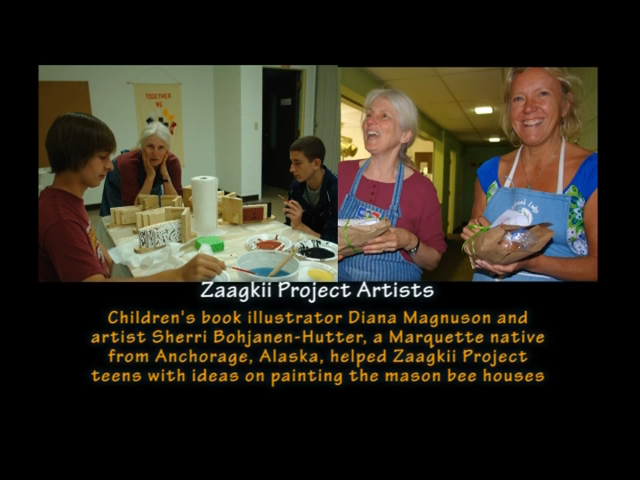 TOGETHER
WE
Zaagkii Project Artists
Children's book illustrator Diana Magnuson and
artist Sherri Bohjanen-Hutter, a Marquette native
from Anchorage, Alaska, helped Zaagkii Project
teens with ideas on painting the mason bee houses